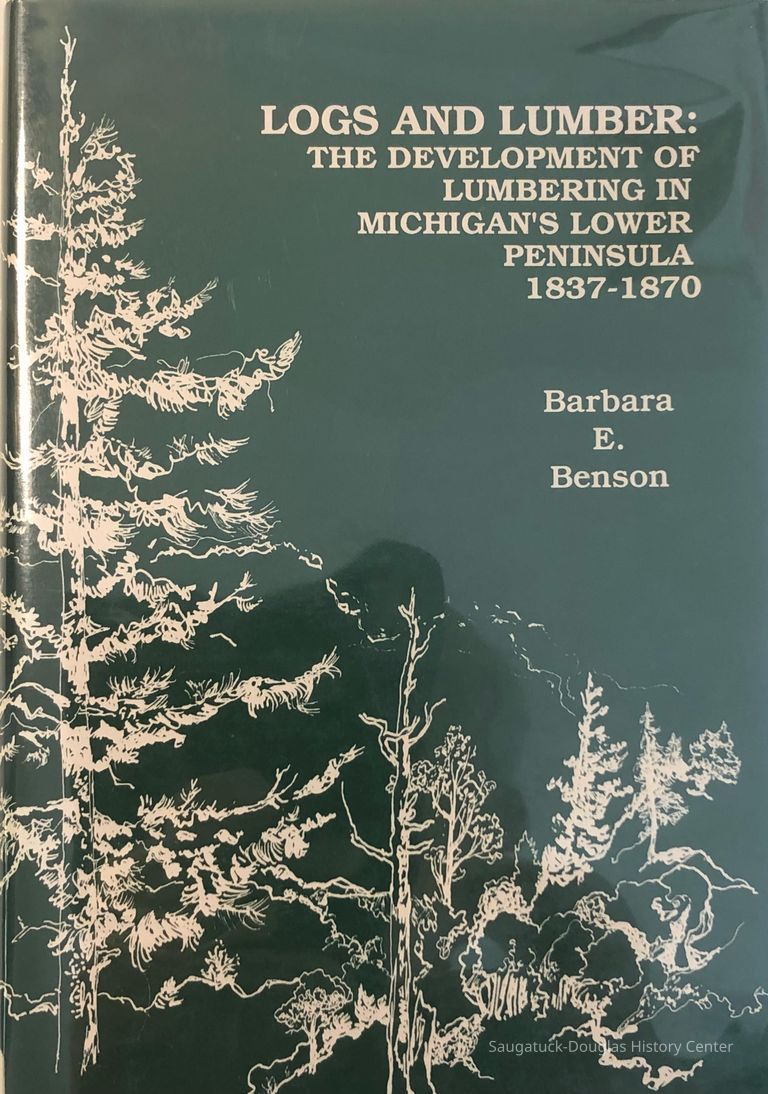 LOGS AND LUMBER:
THE DEVELOPMENT OF
LUMBERING IN
MICHIGAN'S LOWER
PENINSULA
1837-1870
Barbara
E.
Benson
Saugatuck-Douglas History Center